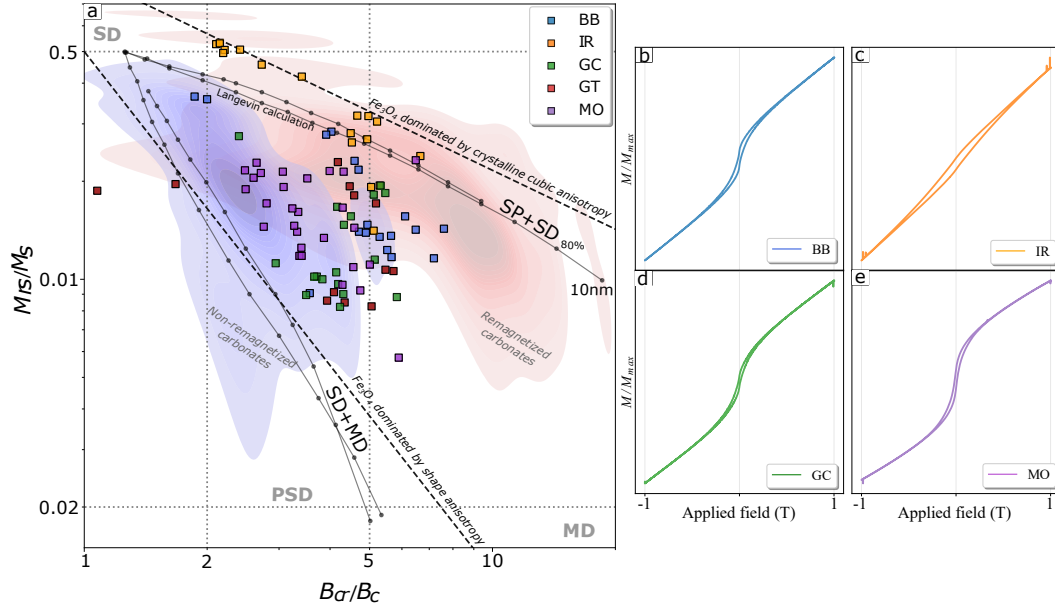 a
SD
BB
IR
GC
GT
MO
0.5
0.01
0.02
Mrs/Ms
Langevin calculation
Fe3O4 dominated by crystalline cubic anisotropy
SP+SD
80%
10nm
Non-remagnetized
carbonates
Remagnetized
carbonates
Fe3O4 dominated by shape anisotropy
SD+MD
PSD
MD
1
2
5
10
Bcr/Bc
b
M/Mmax
BB
c
IR
d
M/Mmax
GC
-1
1
Applied field (T)
e
MO
-1
1
Applied field (T)